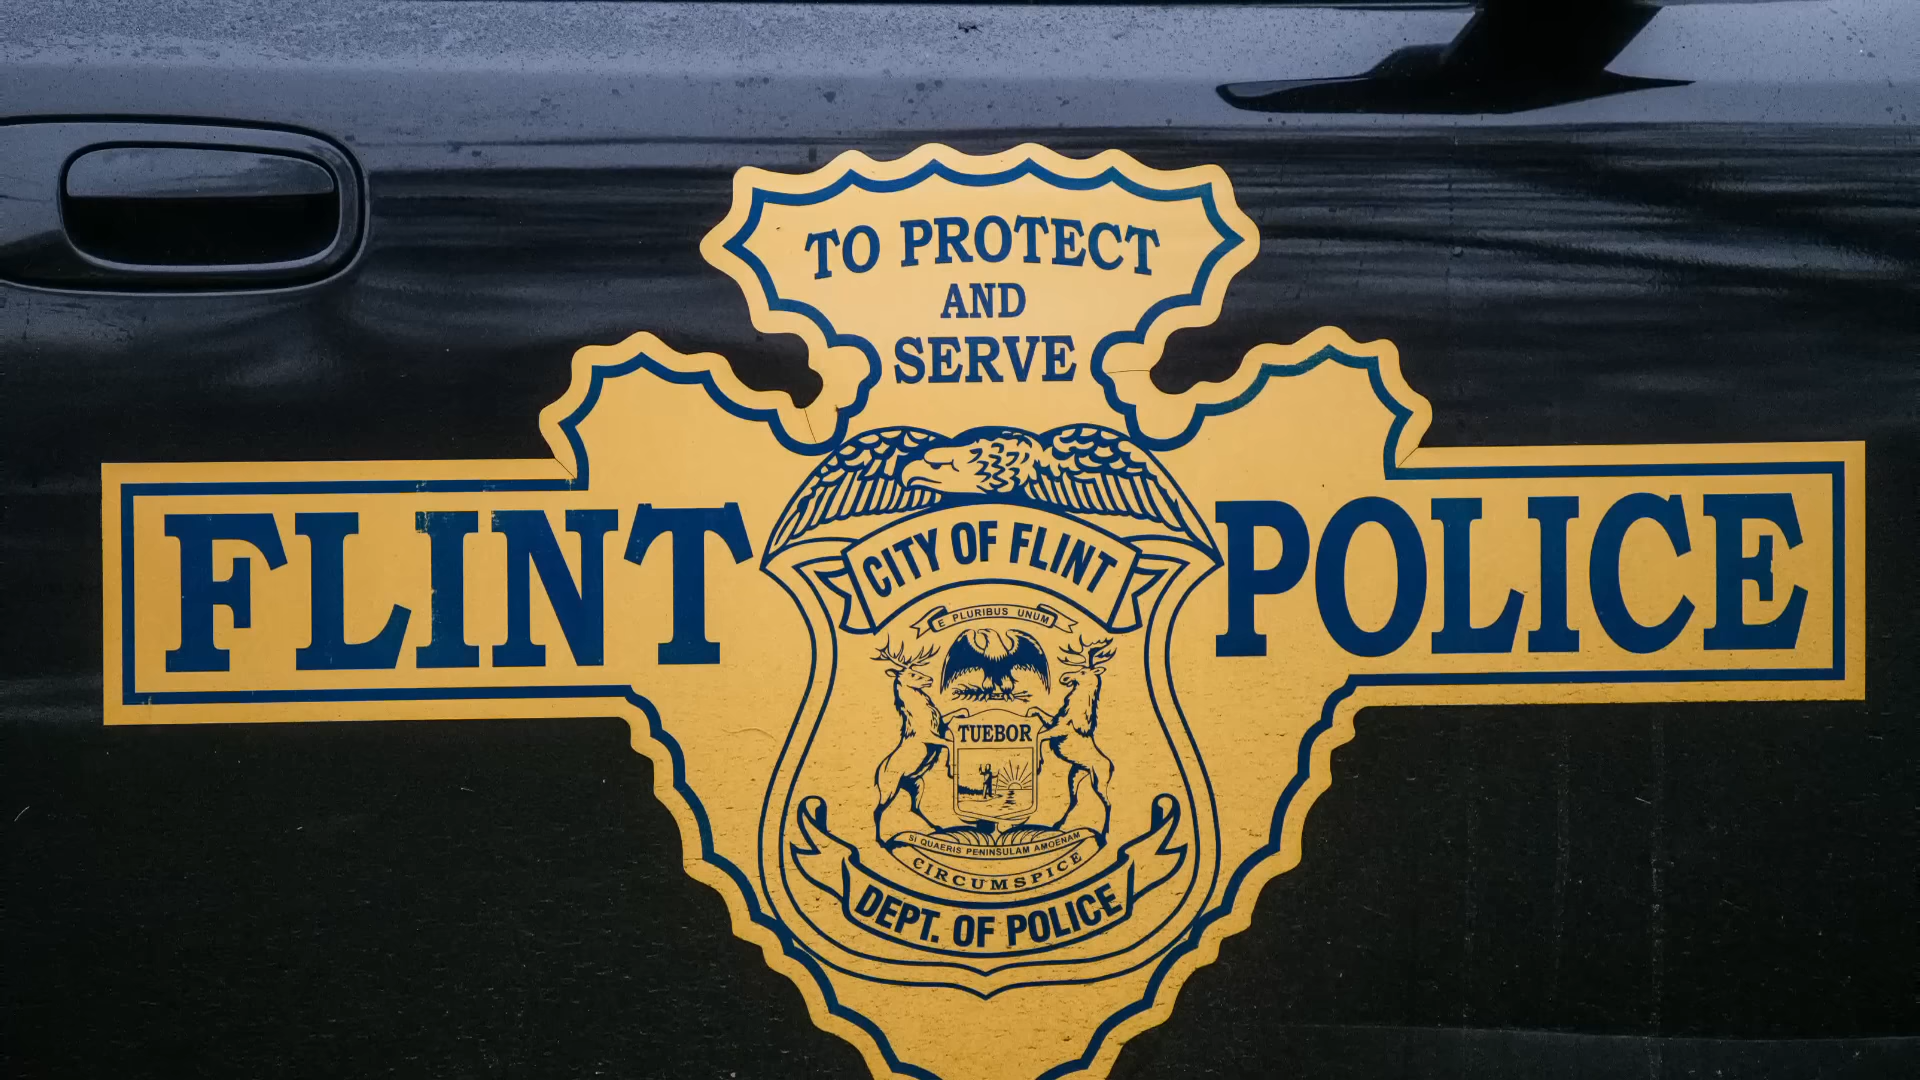 TO PROTECT
AND
SERVE
FLINT POLICE
CITY OF FLINT
E PLURIBUS UNUM
TUEBOR
SI QUAERIS PENINSULAM AMOENAM
CIRCUMSPICE
DEPT. OF POLICE